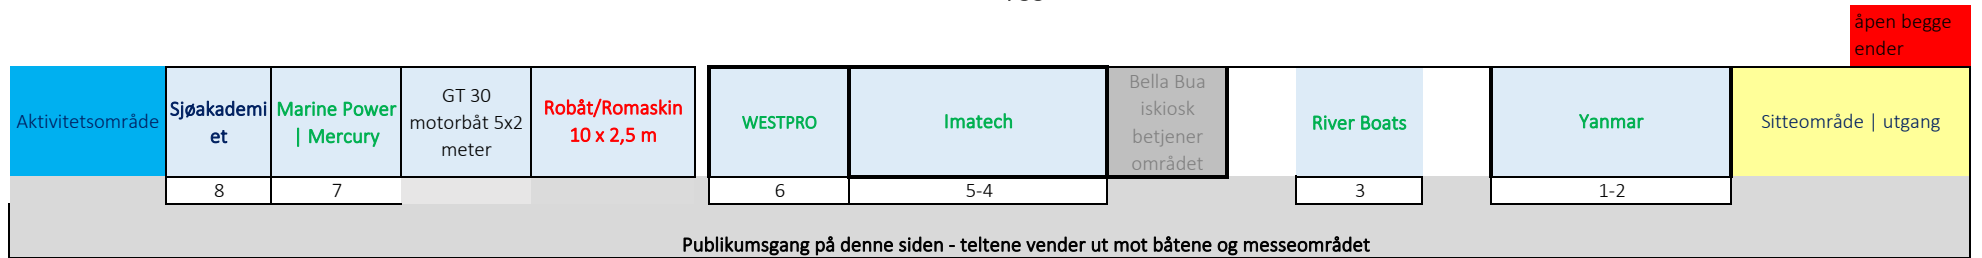 åpen begge
ender
Aktivitetsområde
Sjøakademi
et
Marine Power
| Mercury
GT 30
motorbåt 5x2
meter
Robåt/Romaskin
10 x 2,5 m
WESTPRO
Imatech
Bella Bua
iskiosk
betjener
området
River Boats
Yanmar
Sitteområde | utgang
8
7
6
5-4
3
1-2
Publikumsgang på denne siden - teltene vender ut mot båtene og messeområdet